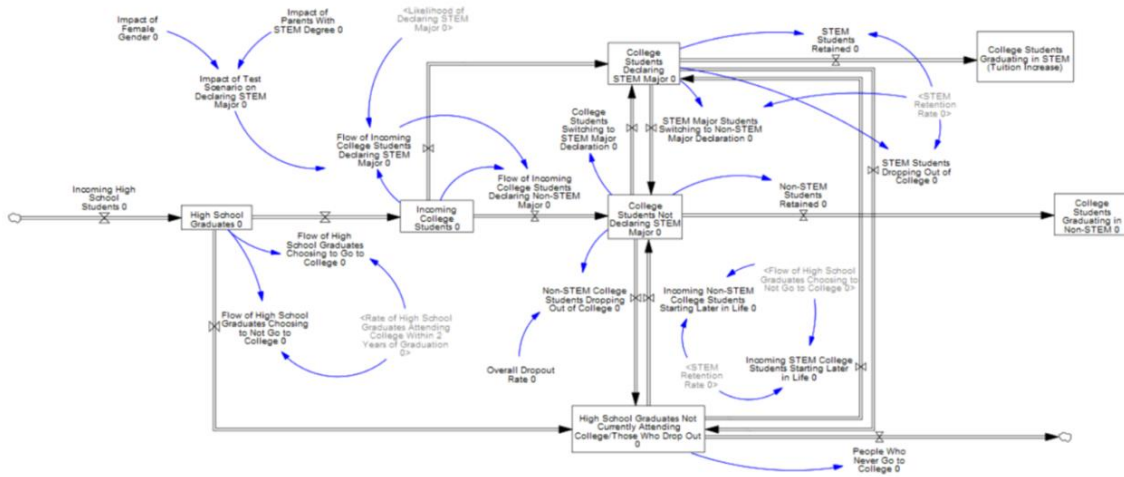 Impact of
Female
Gender 0
Impact of
Parents With
STEM Degree 0
<Likelihood of
Declaring STEM
Major 0>
Impact of Test
Scenario on
Declaring STEM
Major 0
Flow of Incoming
College Students
Declaring STEM
Major 0
Flow of Incoming
College Students
Declaring Non-STEM
Major 0
College
Students
Declaring
STEM Major 0
STEM
Students
Retained 0
College Students
Graduating in STEM
(Tuition Increase)
<STEM
Retention
Rate 0>
College
Students
Switching to
STEM Major
Declaration 0
STEM Major Students
Switching to Non-STEM
Major Declaration 0
STEM Students
Dropping Out of
College 0
Incoming High
School
Students 0
High School
Graduates 0
Incoming
College
Students 0
College
Students Not
Declaring STEM
Major 0
Non-STEM
Students
Retained 0
College
Students
Graduating in
Non-STEM 0
Flow of High
School Graduates
Choosing to Go to
College 0
Flow of High School
Graduates Choosing
to Not Go to
College 0
<Rate of High School
Graduates Attending
College Within 2
Years of Graduation
0>
Non-STEM College
Students Dropping
Out of College 0
Overall Dropout
Rate 0
Incoming Non-STEM
College Students
Starting Later in Life 0
<Flow of High School
Graduates Choosing to
Not Go to College 0>
<STEM
Retention
Rate 0>
Incoming STEM College
Students Starting Later
in Life 0
High School Graduates Not
Currently Attending
College/Those Who Drop Out
0
People Who
Never Go to
College 0